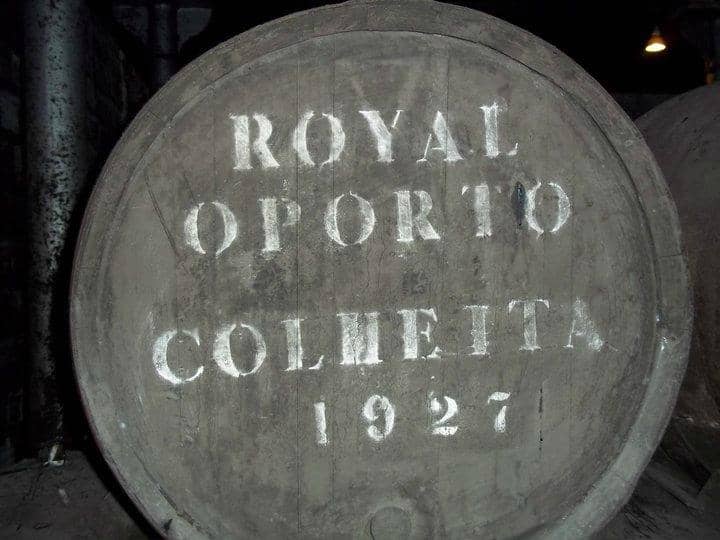 ROYAL
OPORTO
COLHEITA
1927